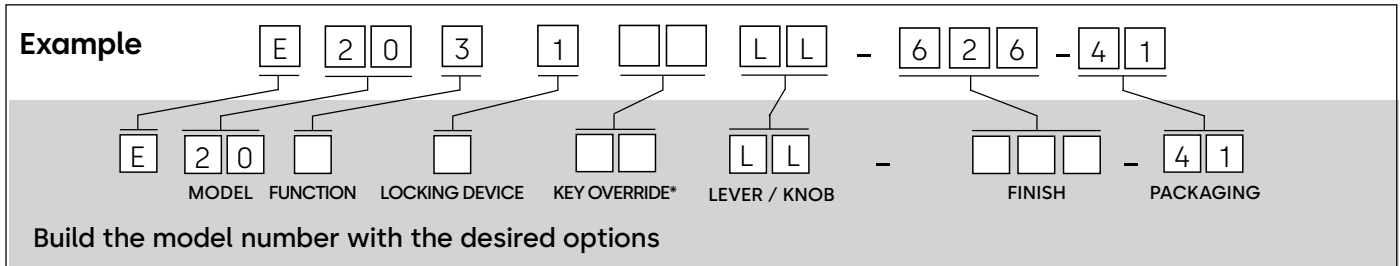 Example E 2 0 3 1 L L – 6 2 6 – 4 1
E 2 0 L L – – 4 1
MODEL FUNCTION LOCKING DEVICE KEY OVERRIDE* LEVER / KNOB FINISH PACKAGING
Build the model number with the desired options